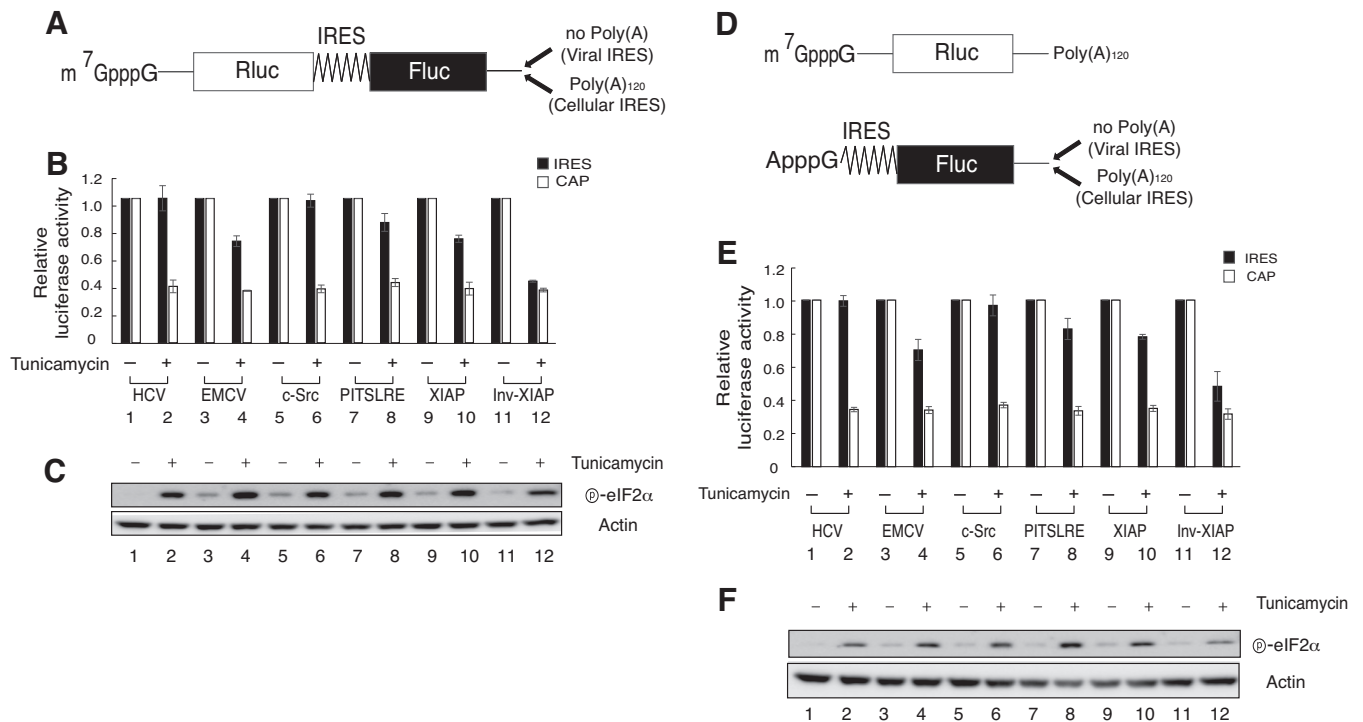 A
m 7GpppG
Rluc
IRES
Fluc
no Poly(A)
(Viral IRES)
Poly(A)120
(Cellular IRES)
B
IRES
CAP
Relative
luciferase activity
1.2
1.0
0.8
0.6
0.4
0.2
0
Tunicamycin – + – + – + – + – + – +
HCV EMCV c-Src PITSLRE XIAP Inv-XIAP
1 2 3 4 5 6 7 8 9 10 11 12
C
– + – + – + – + – + – + Tunicamycin
ⓟ-eIF2α
Actin
1 2 3 4 5 6 7 8 9 10 11 12
D
m 7GpppG
Rluc
Poly(A)120
ApppG
IRES
Fluc
no Poly(A)
(Viral IRES)
Poly(A)120
(Cellular IRES)
E
IRES
CAP
Relative
luciferase activity
1.2
1.0
0.8
0.6
0.4
0.2
0
Tunicamycin – + – + – + – + – + – +
HCV EMCV c-Src PITSLRE XIAP Inv-XIAP
1 2 3 4 5 6 7 8 9 10 11 12
F
– + – + – + – + – + – + Tunicamycin
ⓟ-eIF2α
Actin
1 2 3 4 5 6 7 8 9 10 11 12